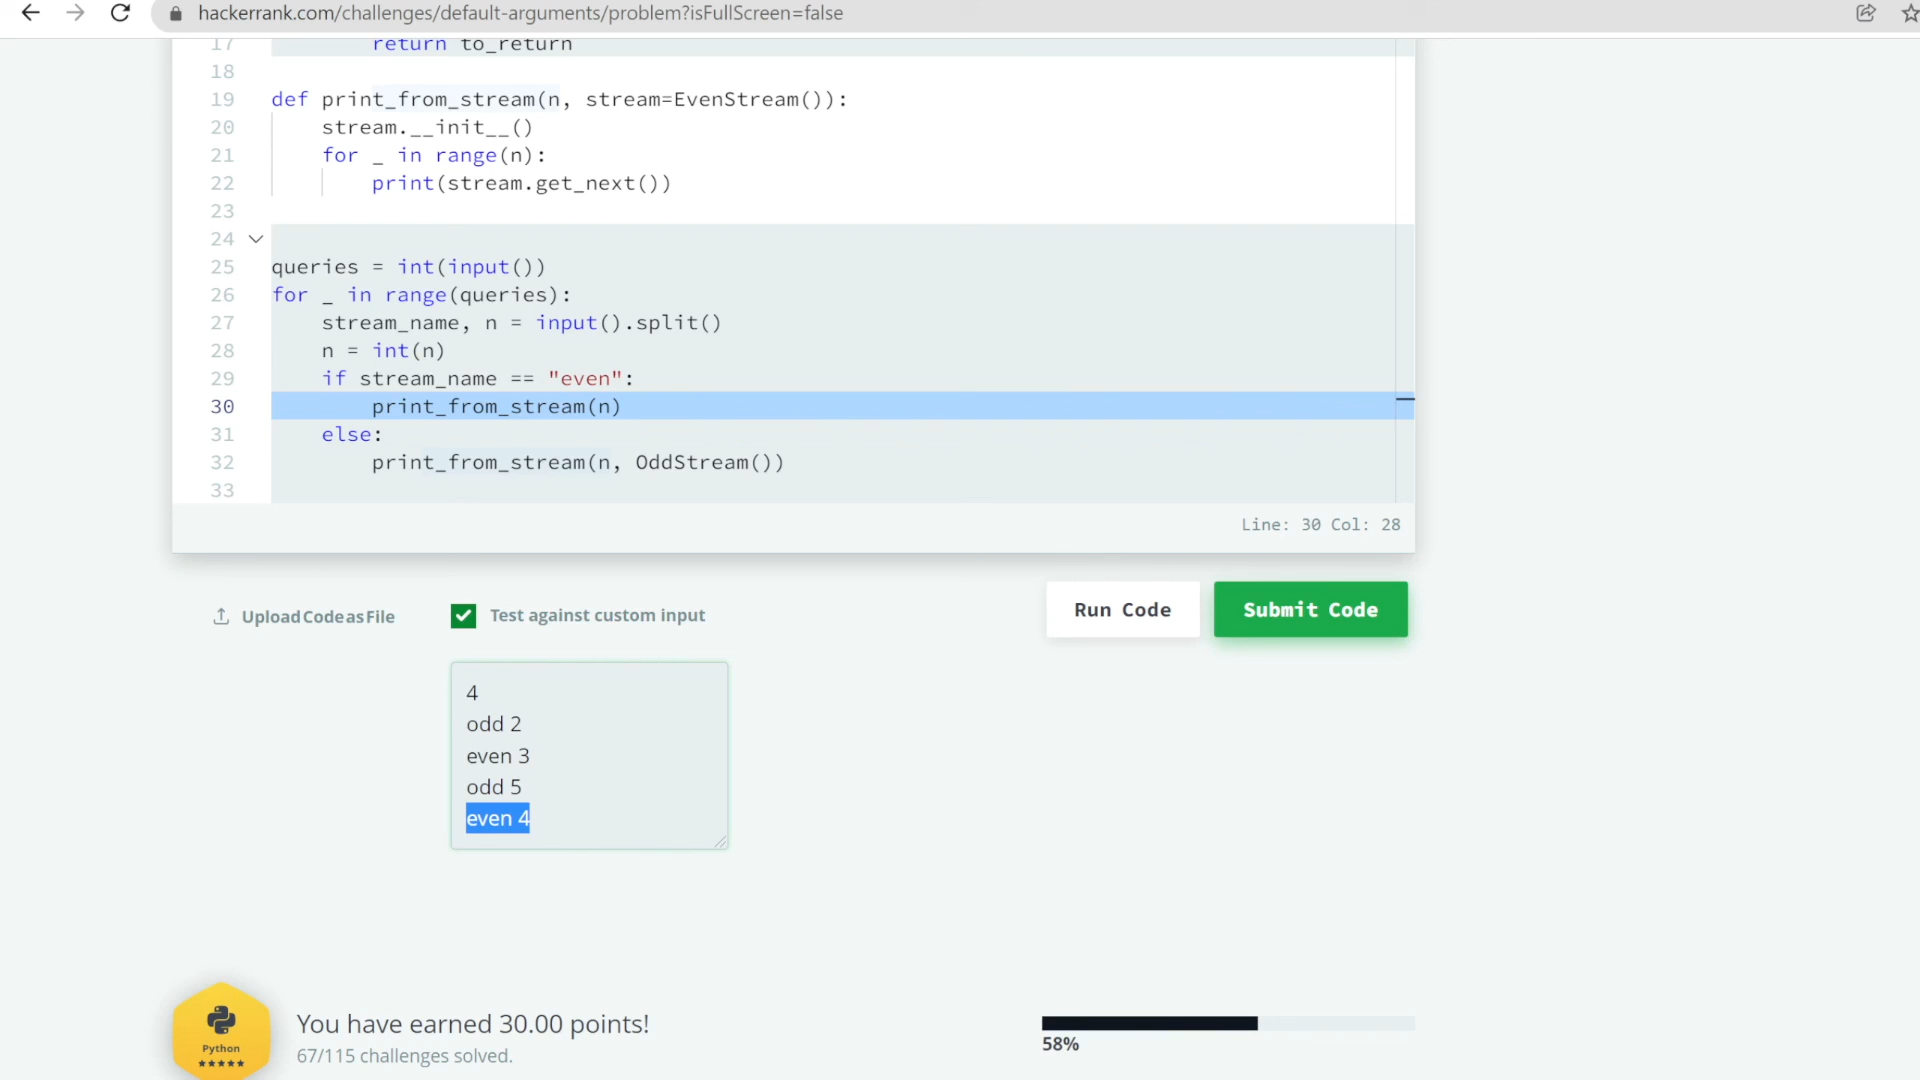 hackerrank.com/challenges/default-arguments/problem?isFullScreen=false
17 return to_return
18
19 def print_from_stream(n, stream=EvenStream()):
20 stream.__init__()
21 for _ in range(n):
22 print(stream.get_next())
23
24
25 queries = int(input())
26 for _ in range(queries):
27 stream_name, n = input().split()
28 n = int(n)
29 if stream_name == "even":
30 print_from_stream(n)
31 else:
32 print_from_stream(n, OddStream())
33
Line: 30 Col: 28
Upload Code as File
Test against custom input
Run Code
Submit Code
4
odd 2
even 3
odd 5
even 4
Python
You have earned 30.00 points!
67/115 challenges solved.
58%